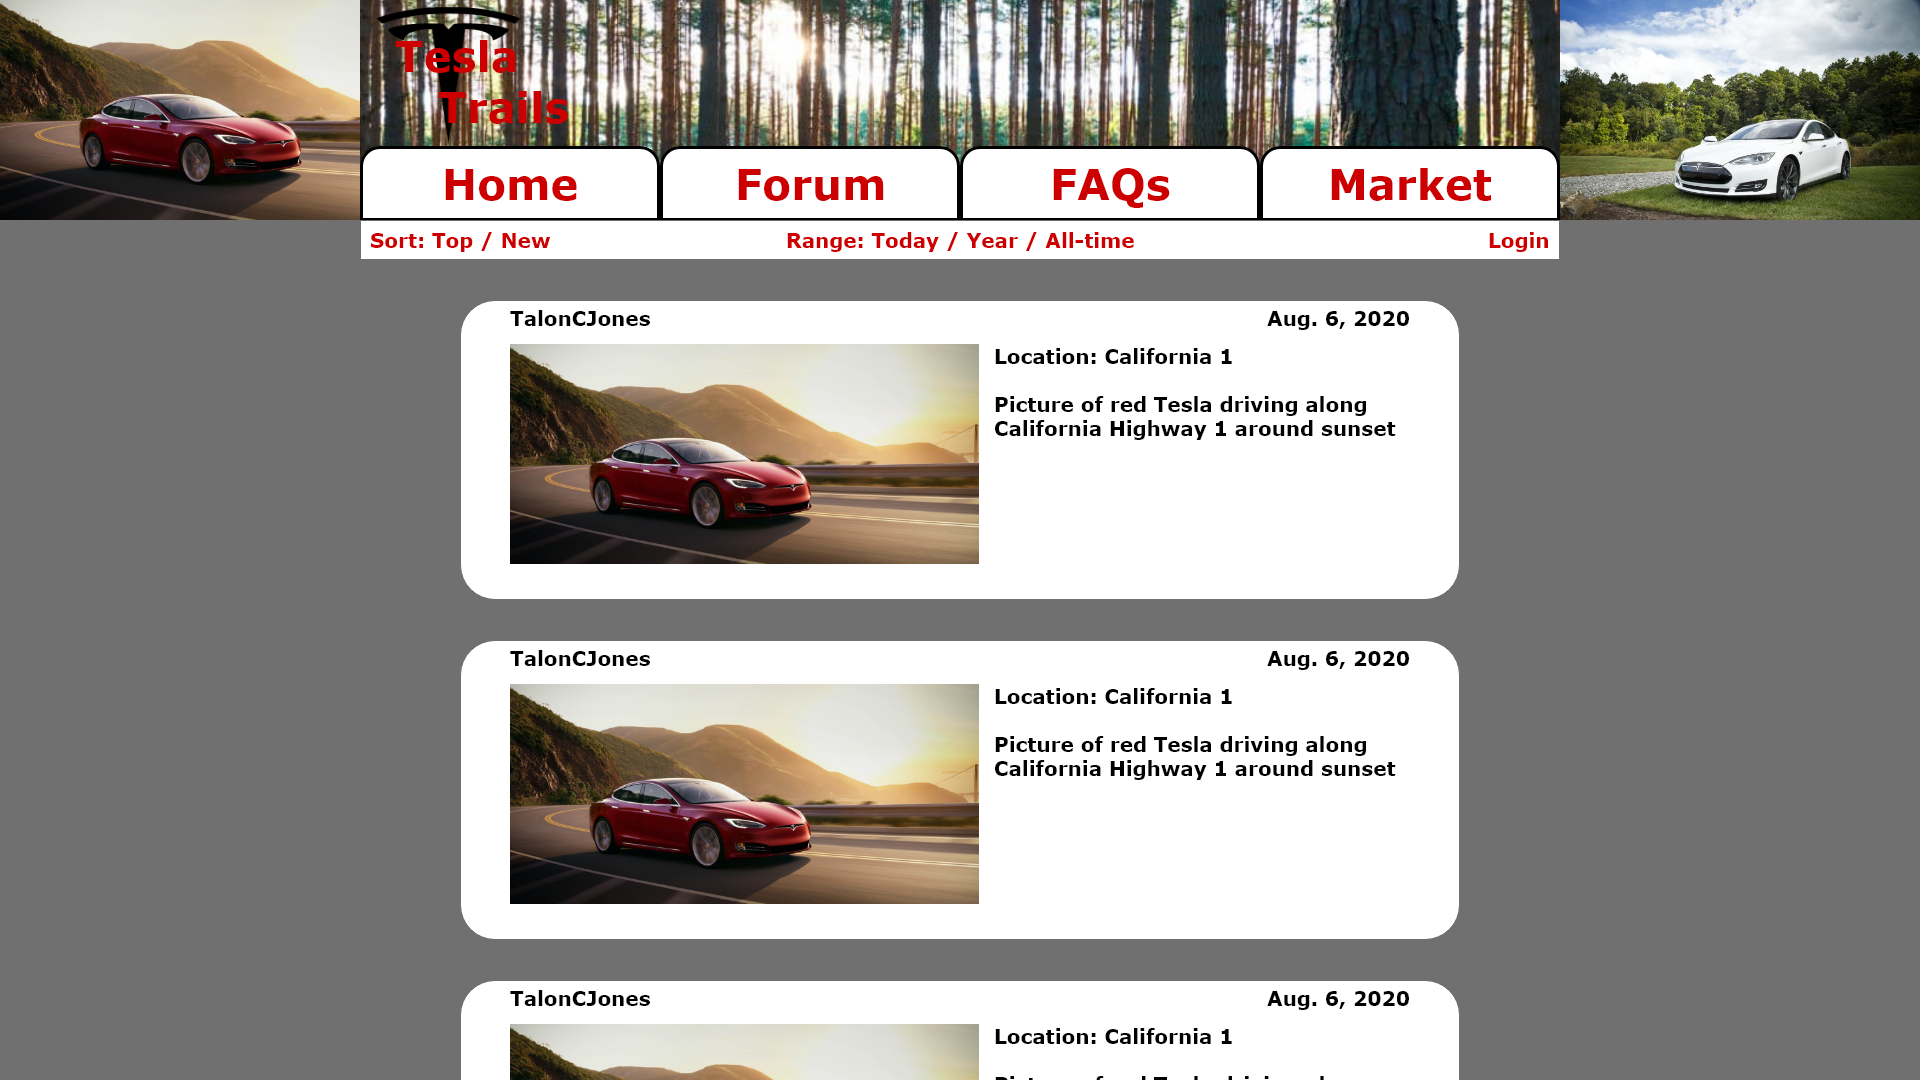 Tesla
Trails
Home Forum FAQs Market
Sort: Top / New Range: Today / Year / All-time Login
TalonCJones Aug. 6, 2020
Location: California 1
Picture of red Tesla driving along
California Highway 1 around sunset
TalonCJones Aug. 6, 2020
Location: California 1
Picture of red Tesla driving along
California Highway 1 around sunset
TalonCJones Aug. 6, 2020
Location: California 1